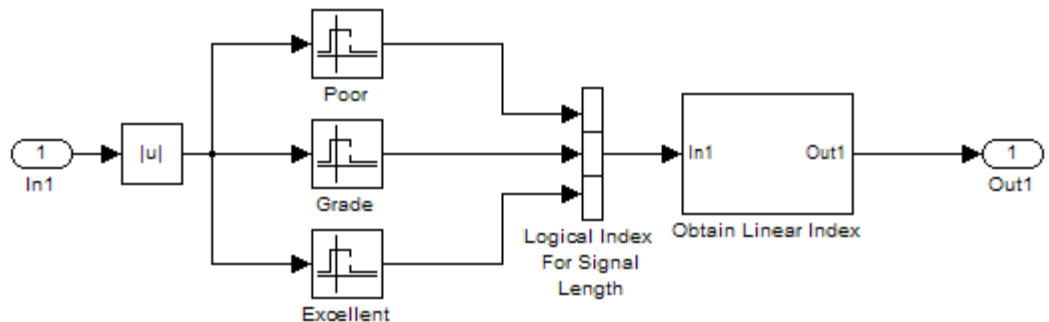 Poor
1
In1
|u|
Grade
Excellent
Logical Index
For Signal
Length
In1
Out1
Obtain Linear Index
1
Out1